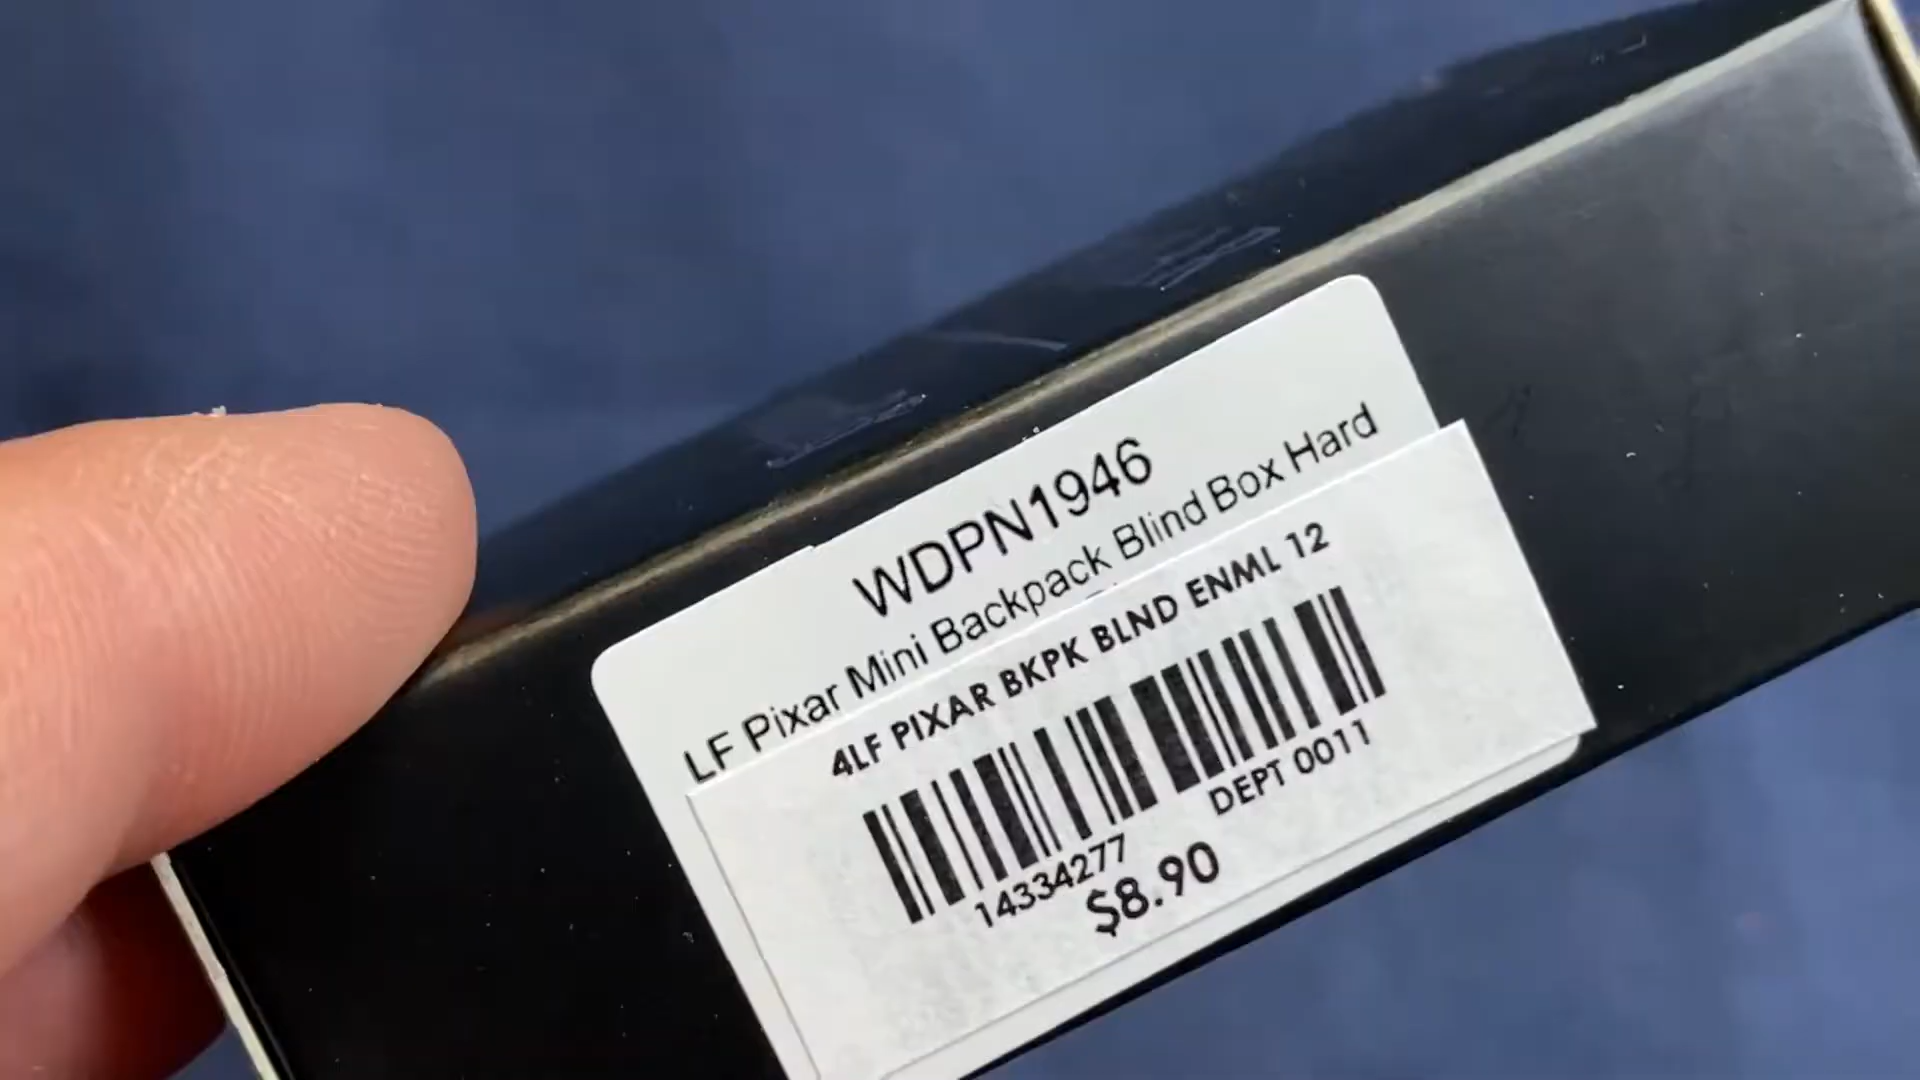 WDPN1946
LF Pixar Mini Backpack Blind Box Hard
4LF PIXAR BKPK BLND ENML 12
14334277
DEPT 0011
$8.90